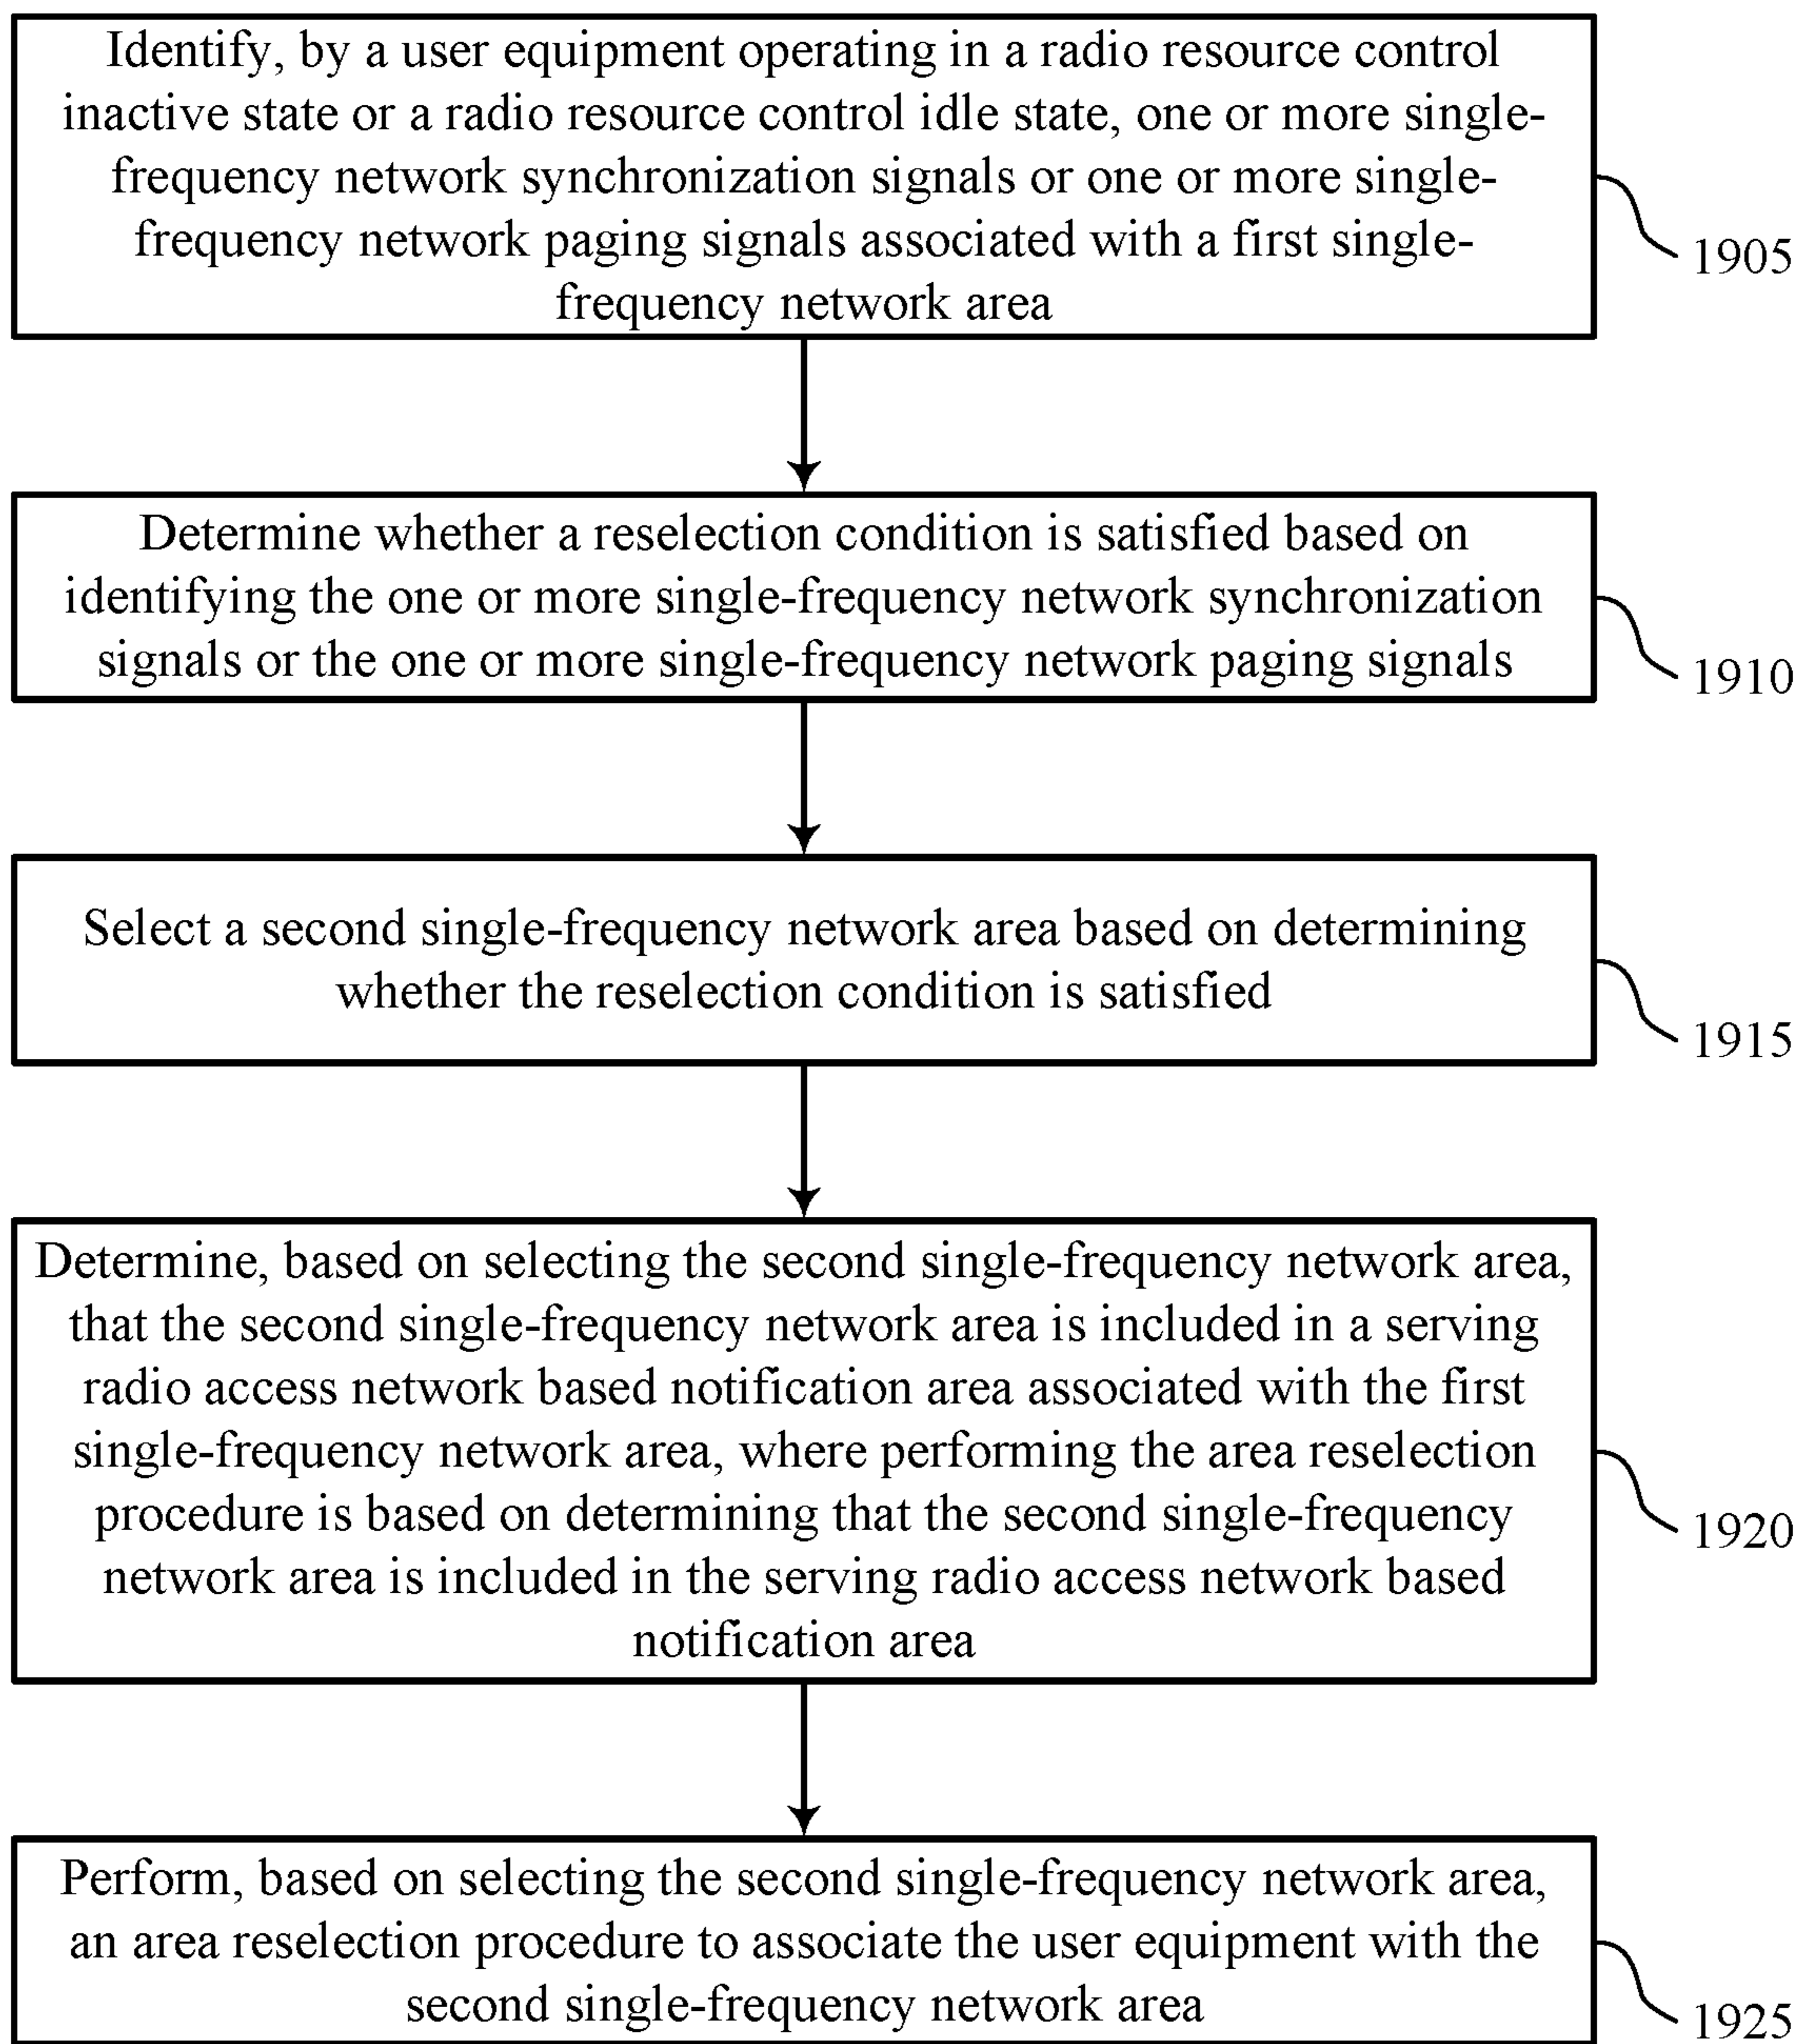 Identify, by a user equipment operating in a radio resource control
inactive state or a radio resource control idle state, one or more single-
frequency network synchronization signals or one or more single-
frequency network paging signals associated with a first single-
frequency network area
1905
Determine whether a reselection condition is satisfied based on
identifying the one or more single-frequency network synchronization
signals or the one or more single-frequency network paging signals
1910
Select a second single-frequency network area based on determining
whether the reselection condition is satisfied
1915
Determine, based on selecting the second single-frequency network area,
that the second single-frequency network area is included in a serving
radio access network based notification area associated with the first
single-frequency network area, where performing the area reselection
procedure is based on determining that the second single-frequency
network area is included in the serving radio access network based
notification area
1920
Perform, based on selecting the second single-frequency network area,
an area reselection procedure to associate the user equipment with the
second single-frequency network area
1925